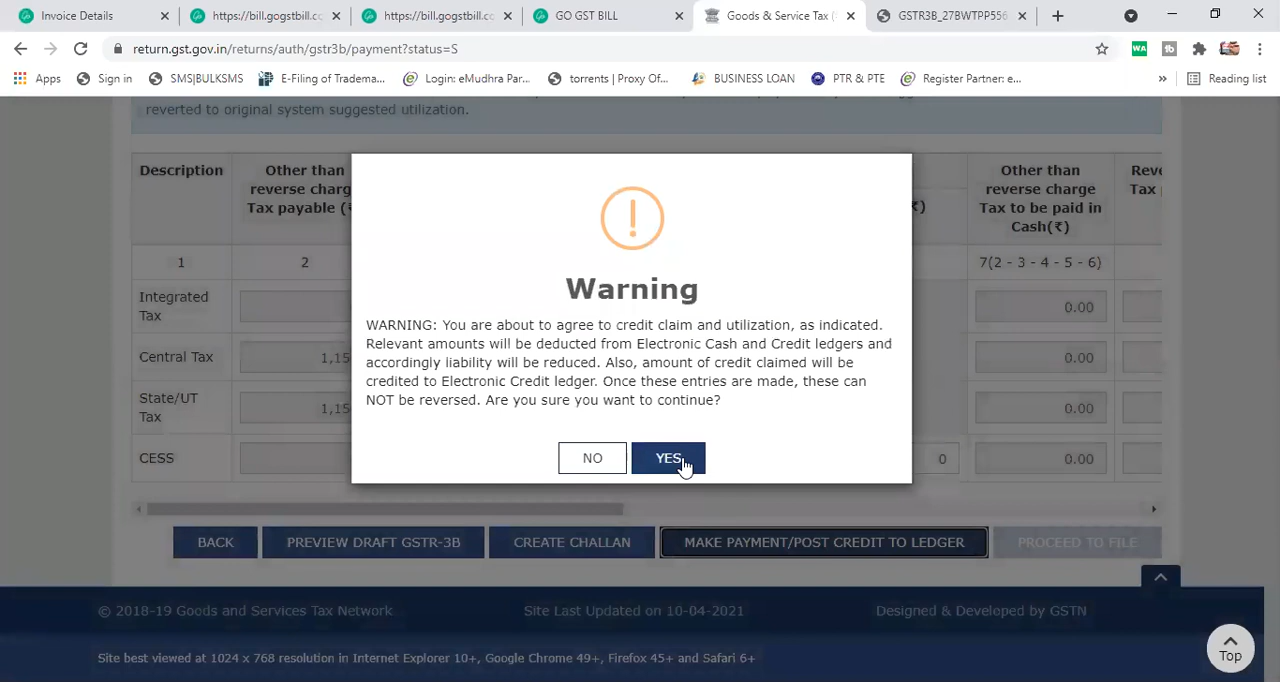 Invoice Details
https://bill.gogstbill.cc
https://bill.gogstbill.cc
GO GST BILL
Goods & Service Tax (
GSTR3B_27BWTPP556
return.gst.gov.in/returns/auth/gstr3b/payment?status=S
WA
tb
Apps
Sign in
SMS|BULKSMS
E-Filing of Tradema...
Login: eMudhra Par...
torrents | Proxy Of...
BUSINESS LOAN
PTR & PTE
Register Partner: e...
»
Reading list
reverted to original system suggested utilization.
Description
Other than
reverse charge
Tax payable (₹
₹)
Other than
reverse charge
Tax to be paid in
Cash(₹)
Reve
Tax
1
2
7(2 - 3 - 4 - 5 - 6)
Integrated
Tax
0.00
Central Tax
1,15
0.00
State/UT
Tax
1,15
0.00
CESS
0
0.00
!
Warning
WARNING: You are about to agree to credit claim and utilization, as indicated.
Relevant amounts will be deducted from Electronic Cash and Credit ledgers and
accordingly liability will be reduced. Also, amount of credit claimed will be
credited to Electronic Credit ledger. Once these entries are made, these can
NOT be reversed. Are you sure you want to continue?
NO
YES
BACK
PREVIEW DRAFT GSTR-3B
CREATE CHALLAN
MAKE PAYMENT/POST CREDIT TO LEDGER
PROCEED TO FILE
© 2018-19 Goods and Services Tax Network
Site Last Updated on 10-04-2021
Designed & Developed by GSTN
Site best viewed at 1024 x 768 resolution in Internet Explorer 10+, Google Chrome 49+, Firefox 45+ and Safari 6+
Top